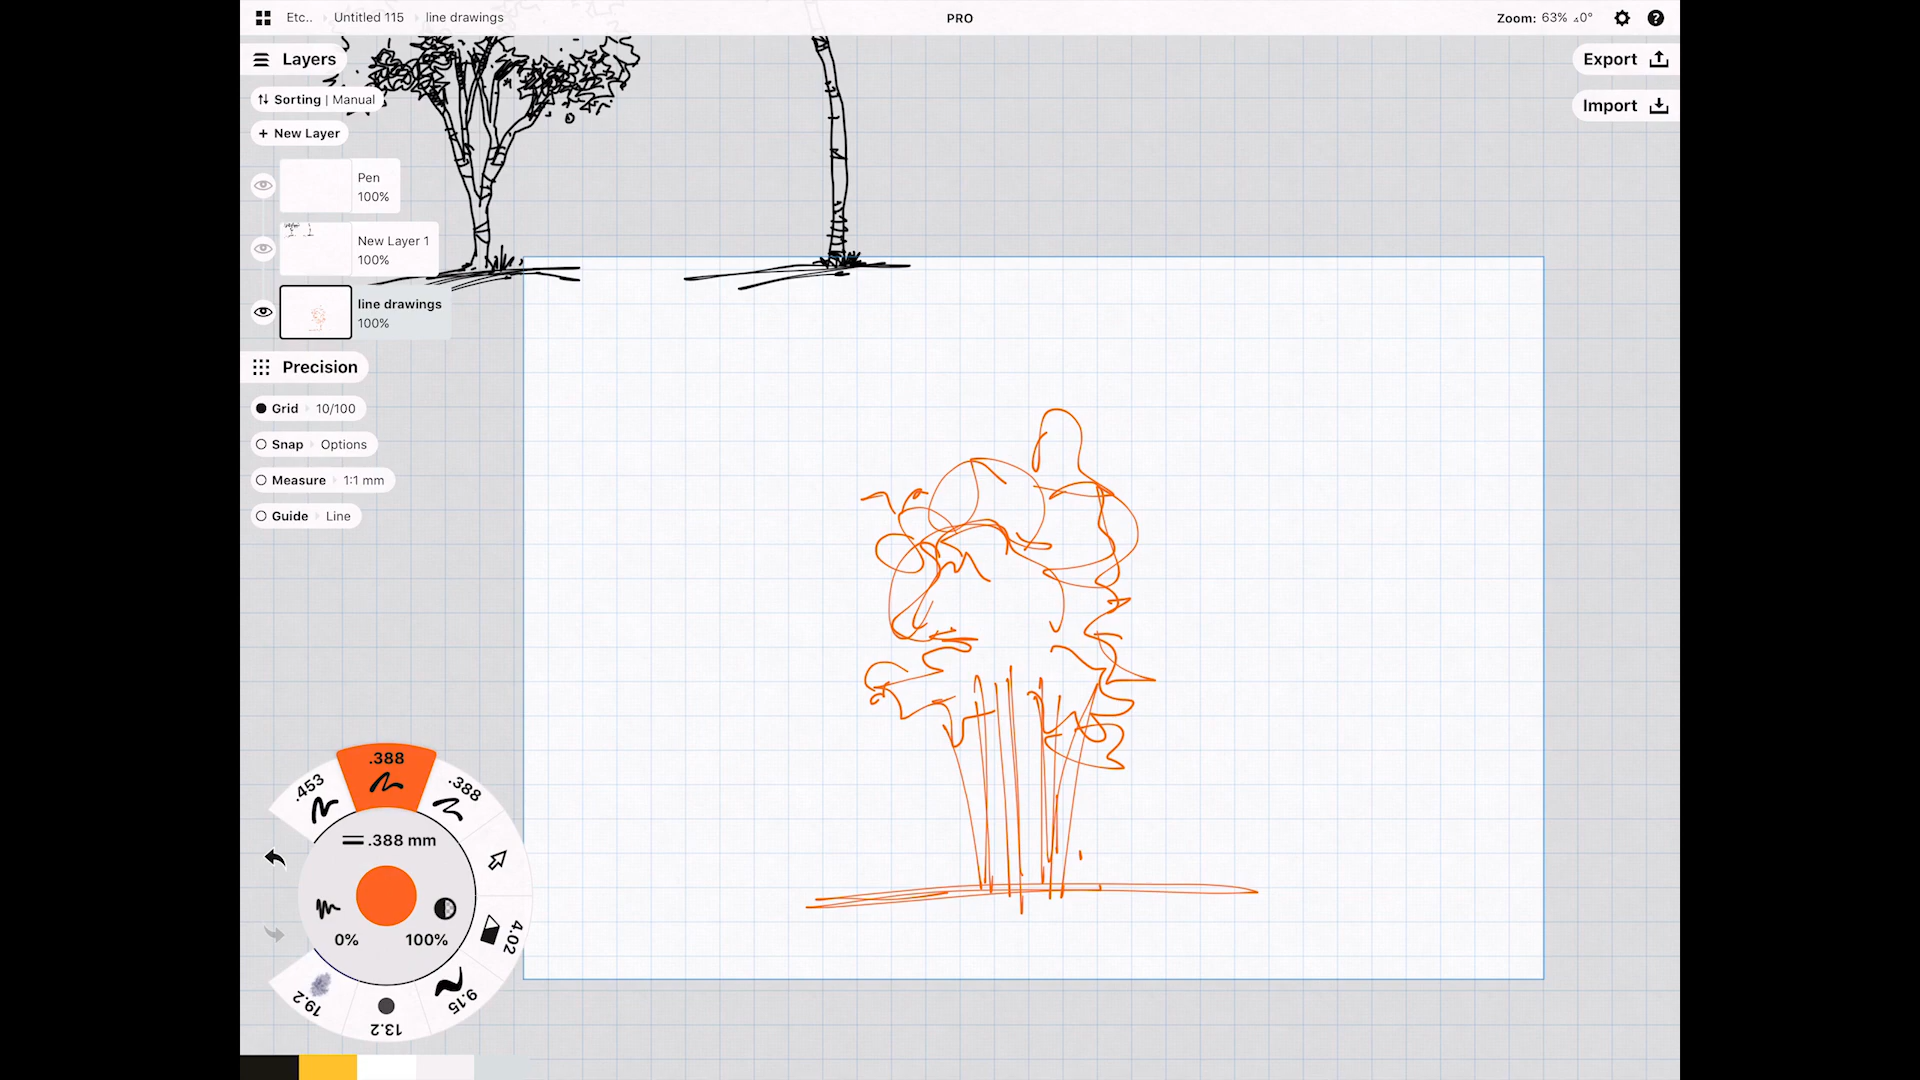 Etc.. Untitled 115 line drawings
PRO
Zoom: 63% ⊿0°
Layers
Export
Sorting | Manual
Import
+ New Layer
Pen
100%
New Layer 1
100%
line drawings
100%
Precision
Grid 10/100
Snap Options
Measure 1:1 mm
Guide Line
.388
.453
.388
.388 mm
0%
100%
4.02
19.2
9.15
13.2